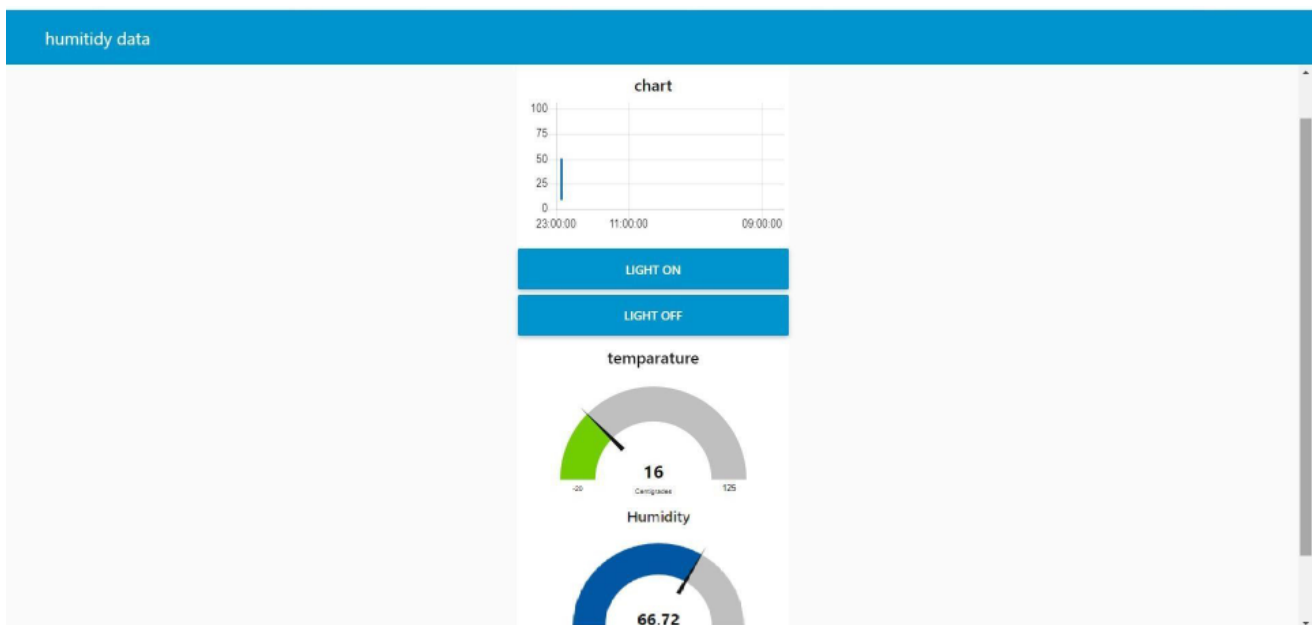 humitidy data
chart
100
75
50
25
0
23:00:00 11:00:00 09:00:00
LIGHT ON
LIGHT OFF
temparature
16
-20 Centigrades 125
Humidity
66.72